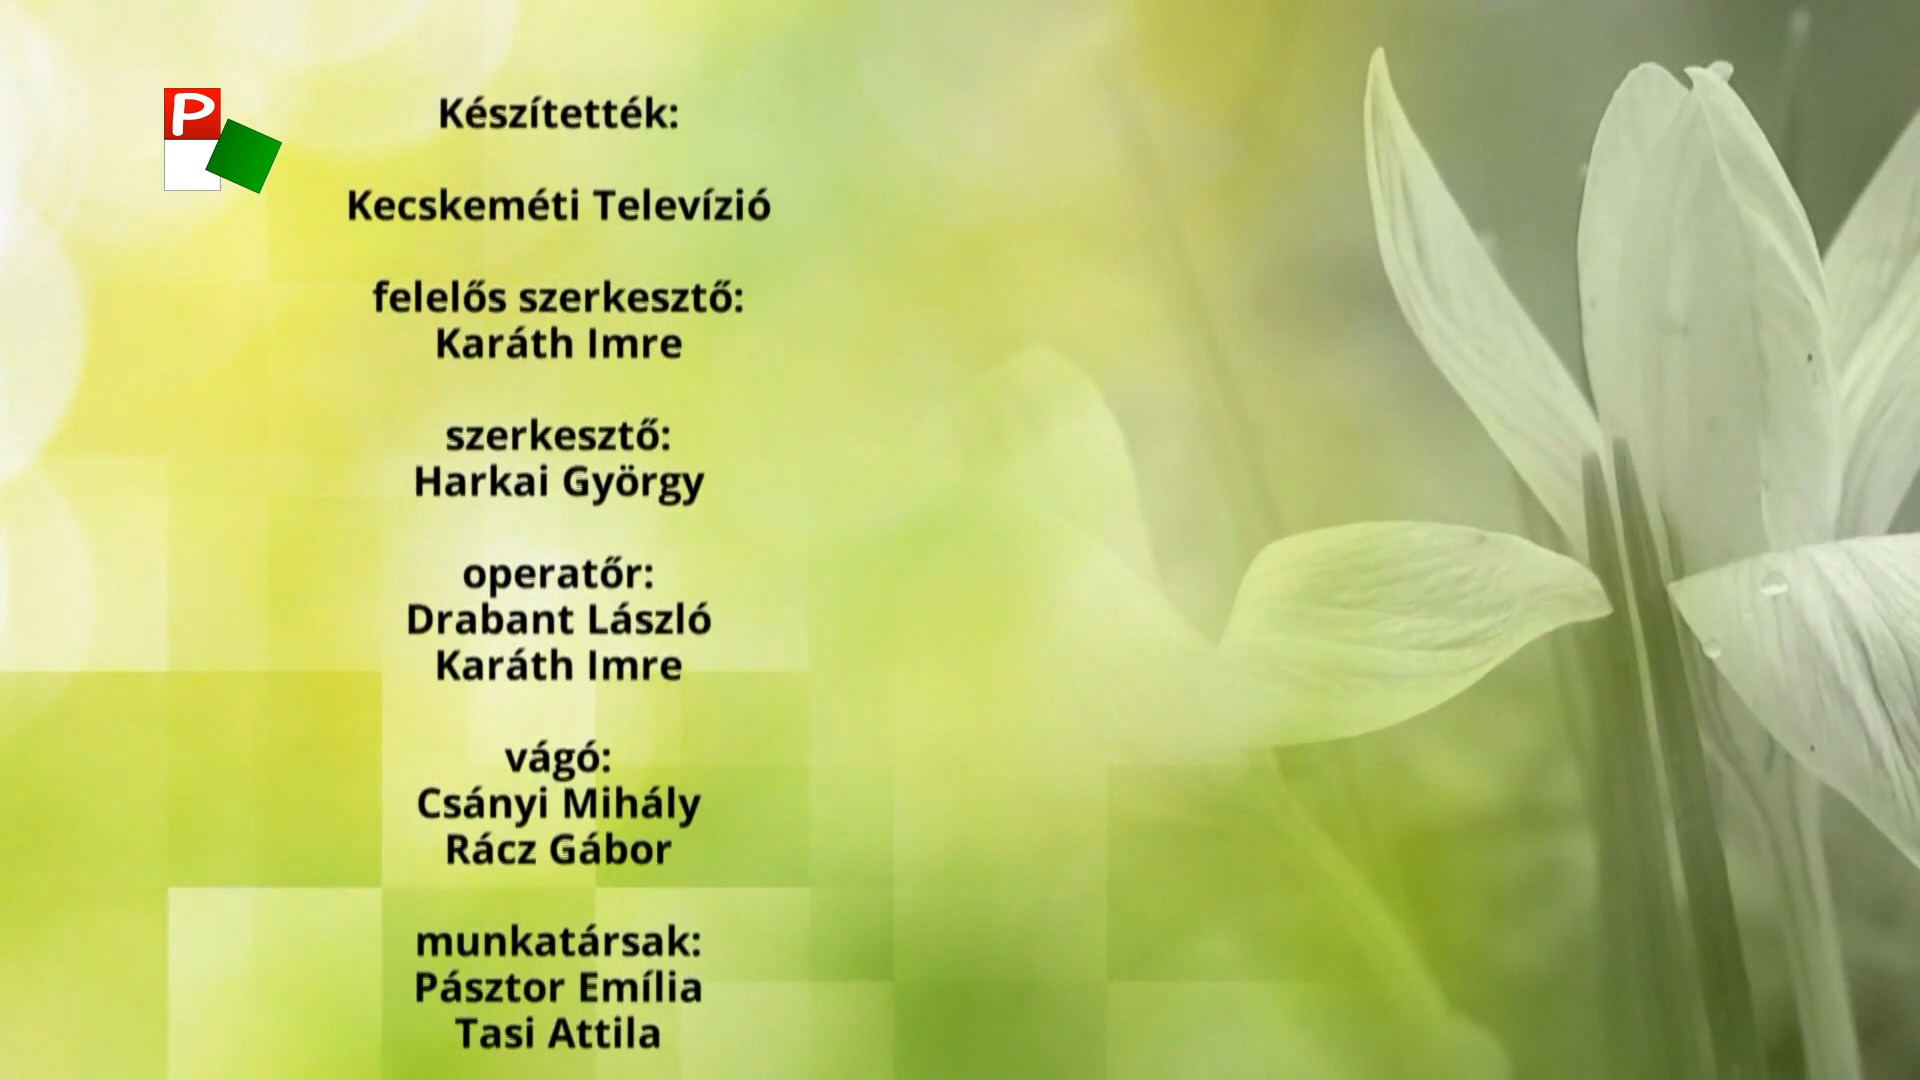 P
Készítették:
Kecskeméti Televízió
felelős szerkesztő:
Karáth Imre
szerkesztő:
Harkai György
operatőr:
Drabant László
Karáth Imre
vágó:
Csányi Mihály
Rácz Gábor
munkatársak:
Pásztor Emília
Tasi Attila